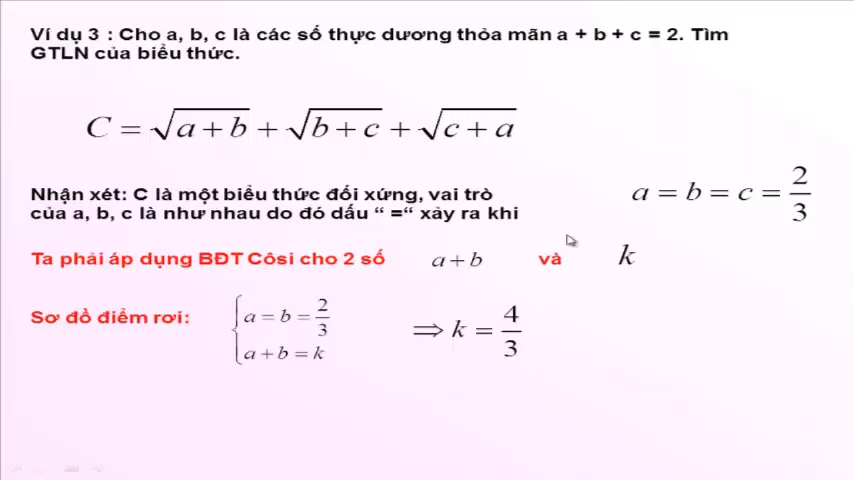 Ví dụ 3 : Cho a, b, c là các số thực dương thỏa mãn a + b + c = 2. Tìm
GTLN của biểu thức.
C = √(a+b) + √(b+c) + √(c+a)
Nhận xét: C là một biểu thức đối xứng, vai trò
của a, b, c là như nhau do đó dấu “ =“ xảy ra khi
a = b = c = 2/3
Ta phải áp dụng BĐT Côsi cho 2 số a+b và k
Sơ đồ điểm rơi: { a = b = 2/3
a + b = k
⇒ k = 4/3